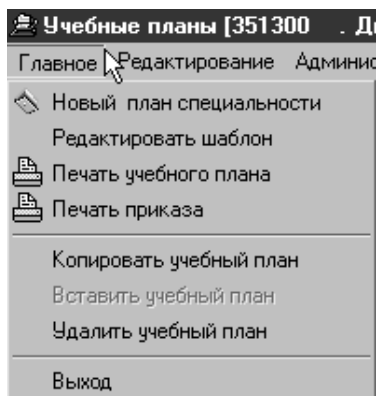 Учебные планы [351300 . Д
Главное Редактирование Админис
Новый план специальности
Редактировать шаблон
Печать учебного плана
Печать приказа
Копировать учебный план
Вставить учебный план
Удалить учебный план
Выход